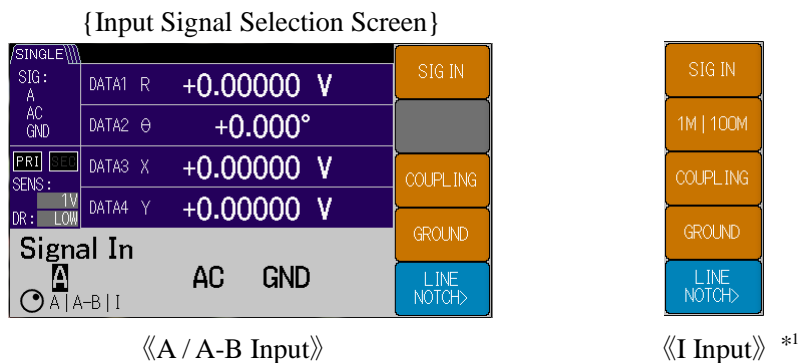 {Input Signal Selection Screen}
SINGLE
SIG:
A
AC
GND
DATA1 R +0.00000 V
DATA2 θ +0.000°
DATA3 X +0.00000 V
DATA4 Y +0.00000 V
PRI SEC
SENS:
1V
DR: LOW
Signal In
A AC GND
A|A-B|I
SIG IN
COUPLING
GROUND
LINE
NOTCH>
《A / A-B Input》
SIG IN
1M|100M
COUPLING
GROUND
LINE
NOTCH>
《I Input》 *1